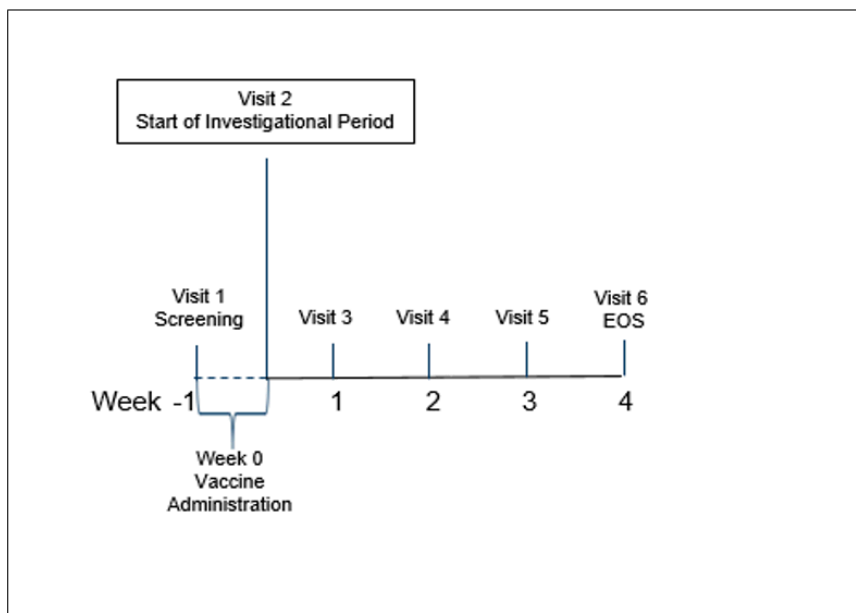 Visit 2
Start of Investigational Period
Visit 1
Screening
Visit 3
Visit 4
Visit 5
Visit 6
EOS
Week -1
1
2
3
4
Week 0
Vaccine
Administration